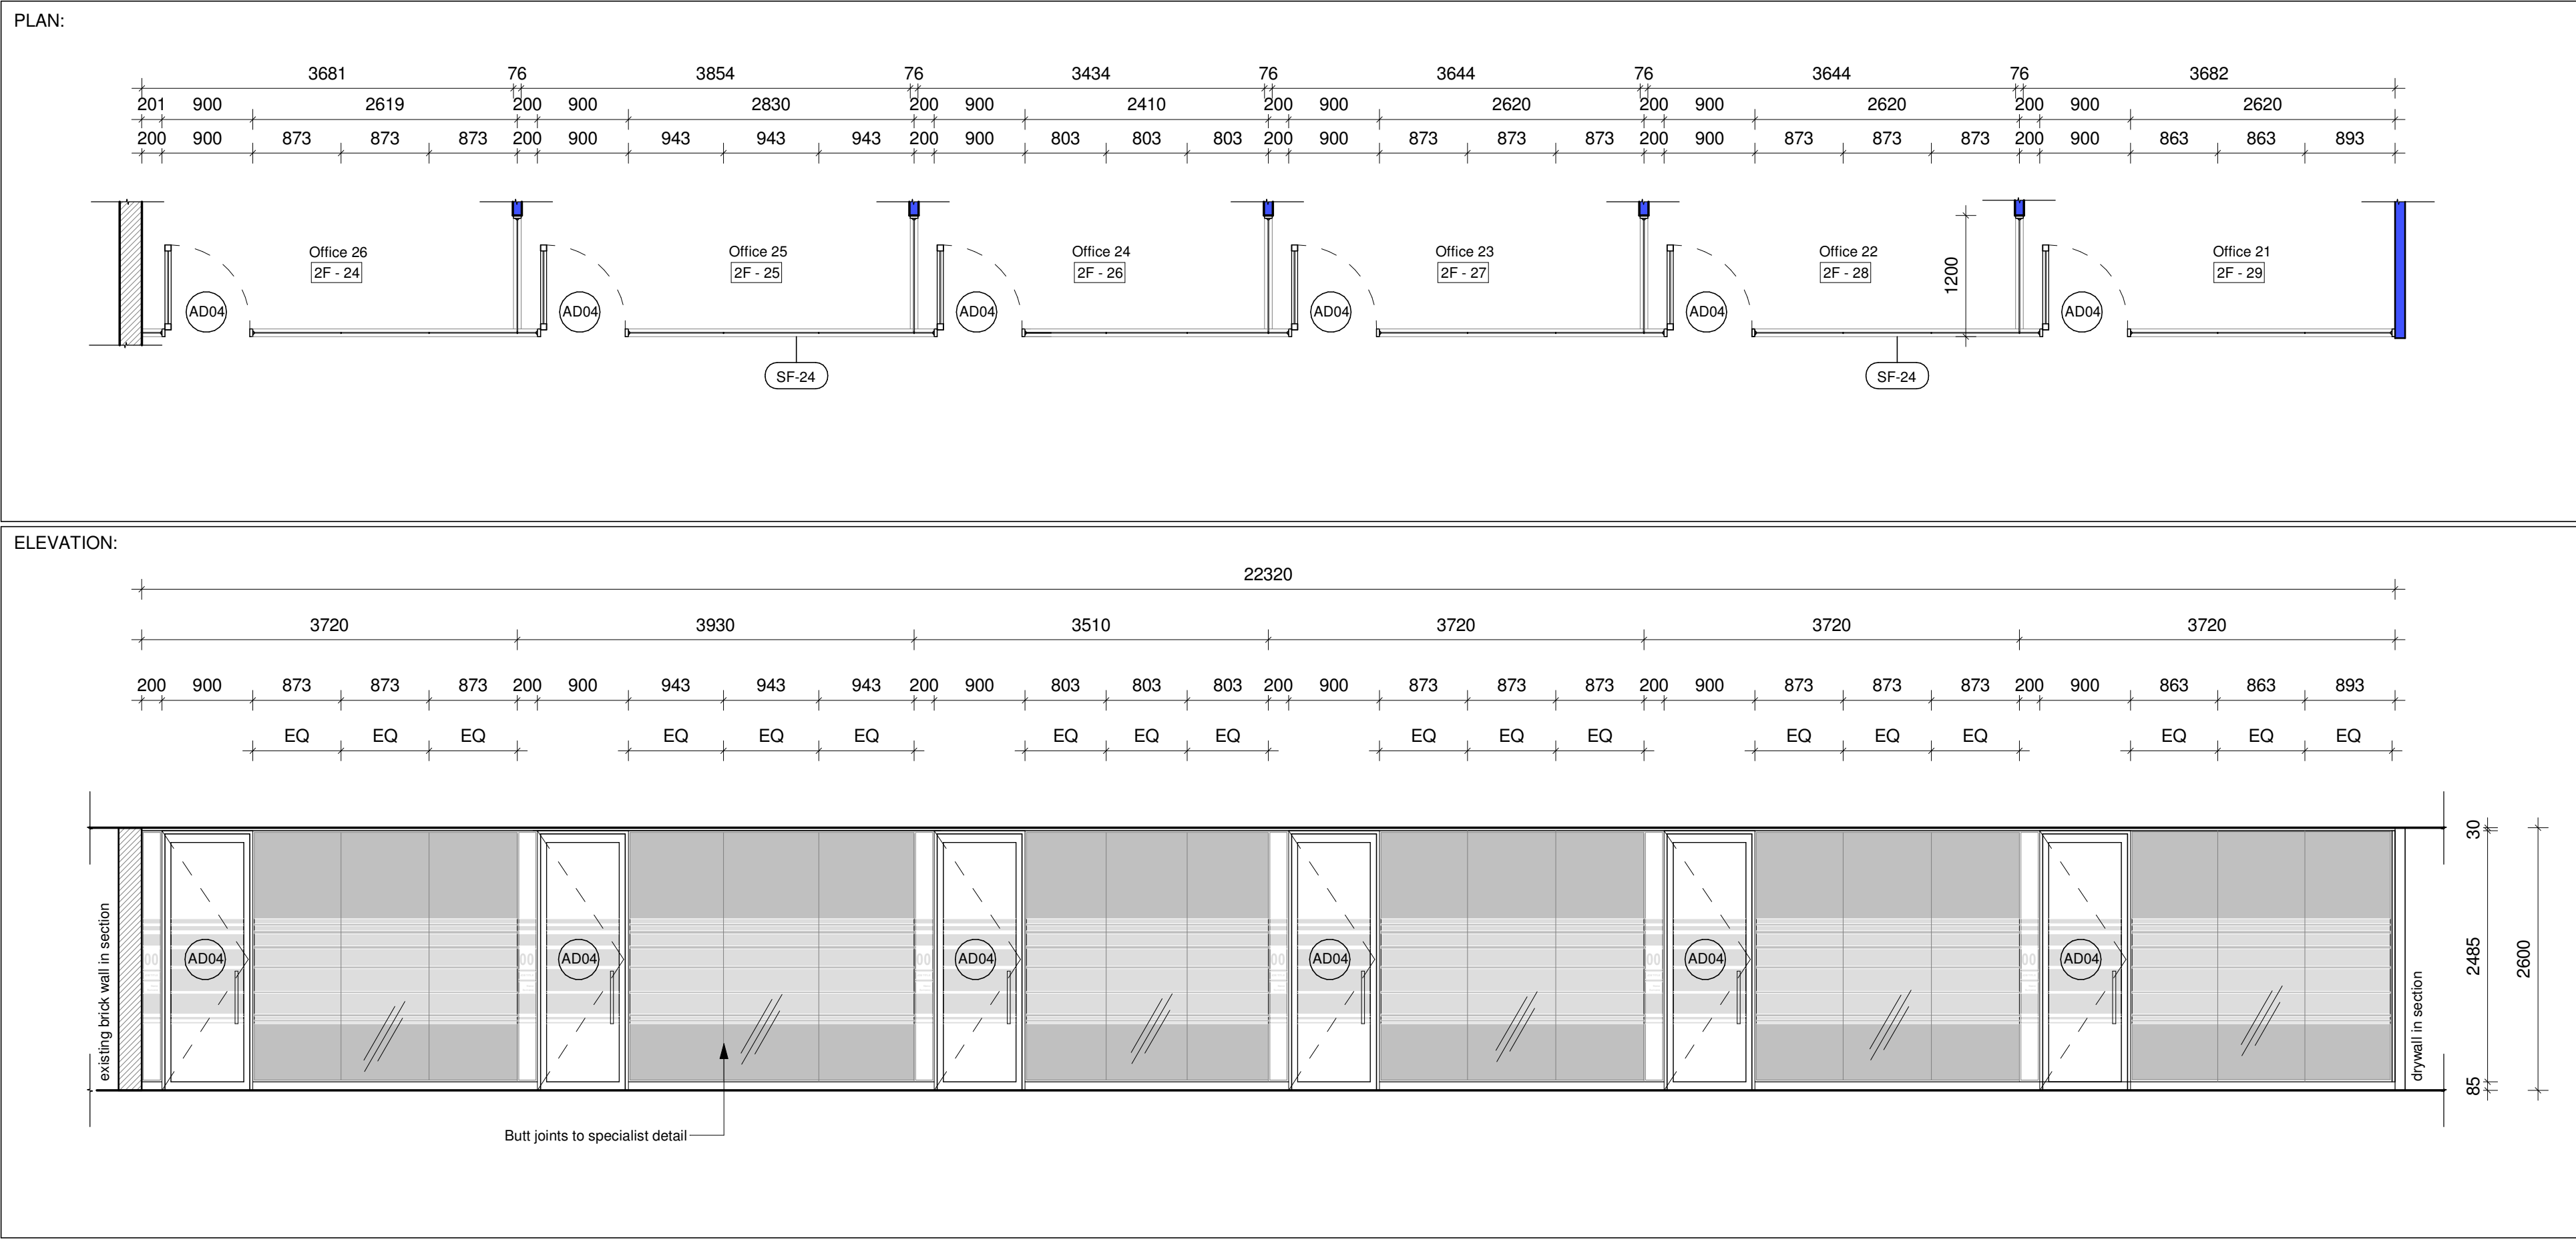 PLAN:
3681 76 3854 76 3434 76 3644 76 3644 76 3682
201 900 2619 200 900 2830 200 900 2410 200 900 2620 200 900 2620 200 900 2620
200 900 873 873 873 200 900 943 943 943 200 900 803 803 803 200 900 873 873 873 200 900 873 873 873 200 900 863 863 893
Office 26 Office 25 Office 24 Office 23 Office 22 Office 21
2F - 24 2F - 25 2F - 26 2F - 27 2F - 28 2F - 29
1200
AD04 AD04 AD04 AD04 AD04 AD04
SF-24 SF-24
ELEVATION:
22320
3720 3930 3510 3720 3720 3720
200 900 873 873 873 200 900 943 943 943 200 900 803 803 803 200 900 873 873 873 200 900 873 873 873 200 900 863 863 893
EQ EQ EQ EQ EQ EQ EQ EQ EQ EQ EQ EQ EQ EQ EQ EQ EQ EQ
30
existing brick wall in section
00 AD04 00 AD04 00 AD04 00 AD04 00 AD04 00 AD04
2485
2600
drywall in section
85
Butt joints to specialist detail